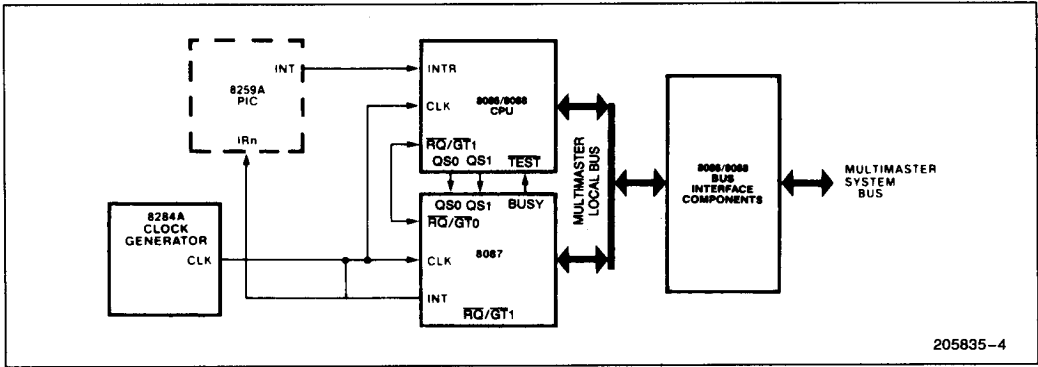 INT
8259A
PIC
IRn
8284A
CLOCK
GENERATOR
CLK
INTR
8086/8088
CPU
CLK
RQ/GT1
QS0 QS1 TEST
QS0 QS1 BUSY
RQ/GT0
8087
CLK
INT
RQ/GT1
MULTIMASTER
LOCAL BUS
8086/8088
BUS
INTERFACE
COMPONENTS
MULTIMASTER
SYSTEM
BUS
205835-4